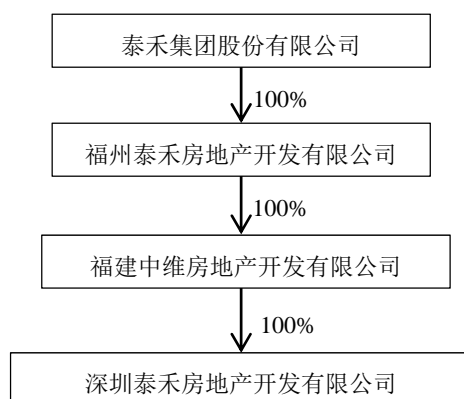 泰禾集团股份有限公司
100%
福州泰禾房地产开发有限公司
100%
福建中维房地产开发有限公司
100%
深圳泰禾房地产开发有限公司